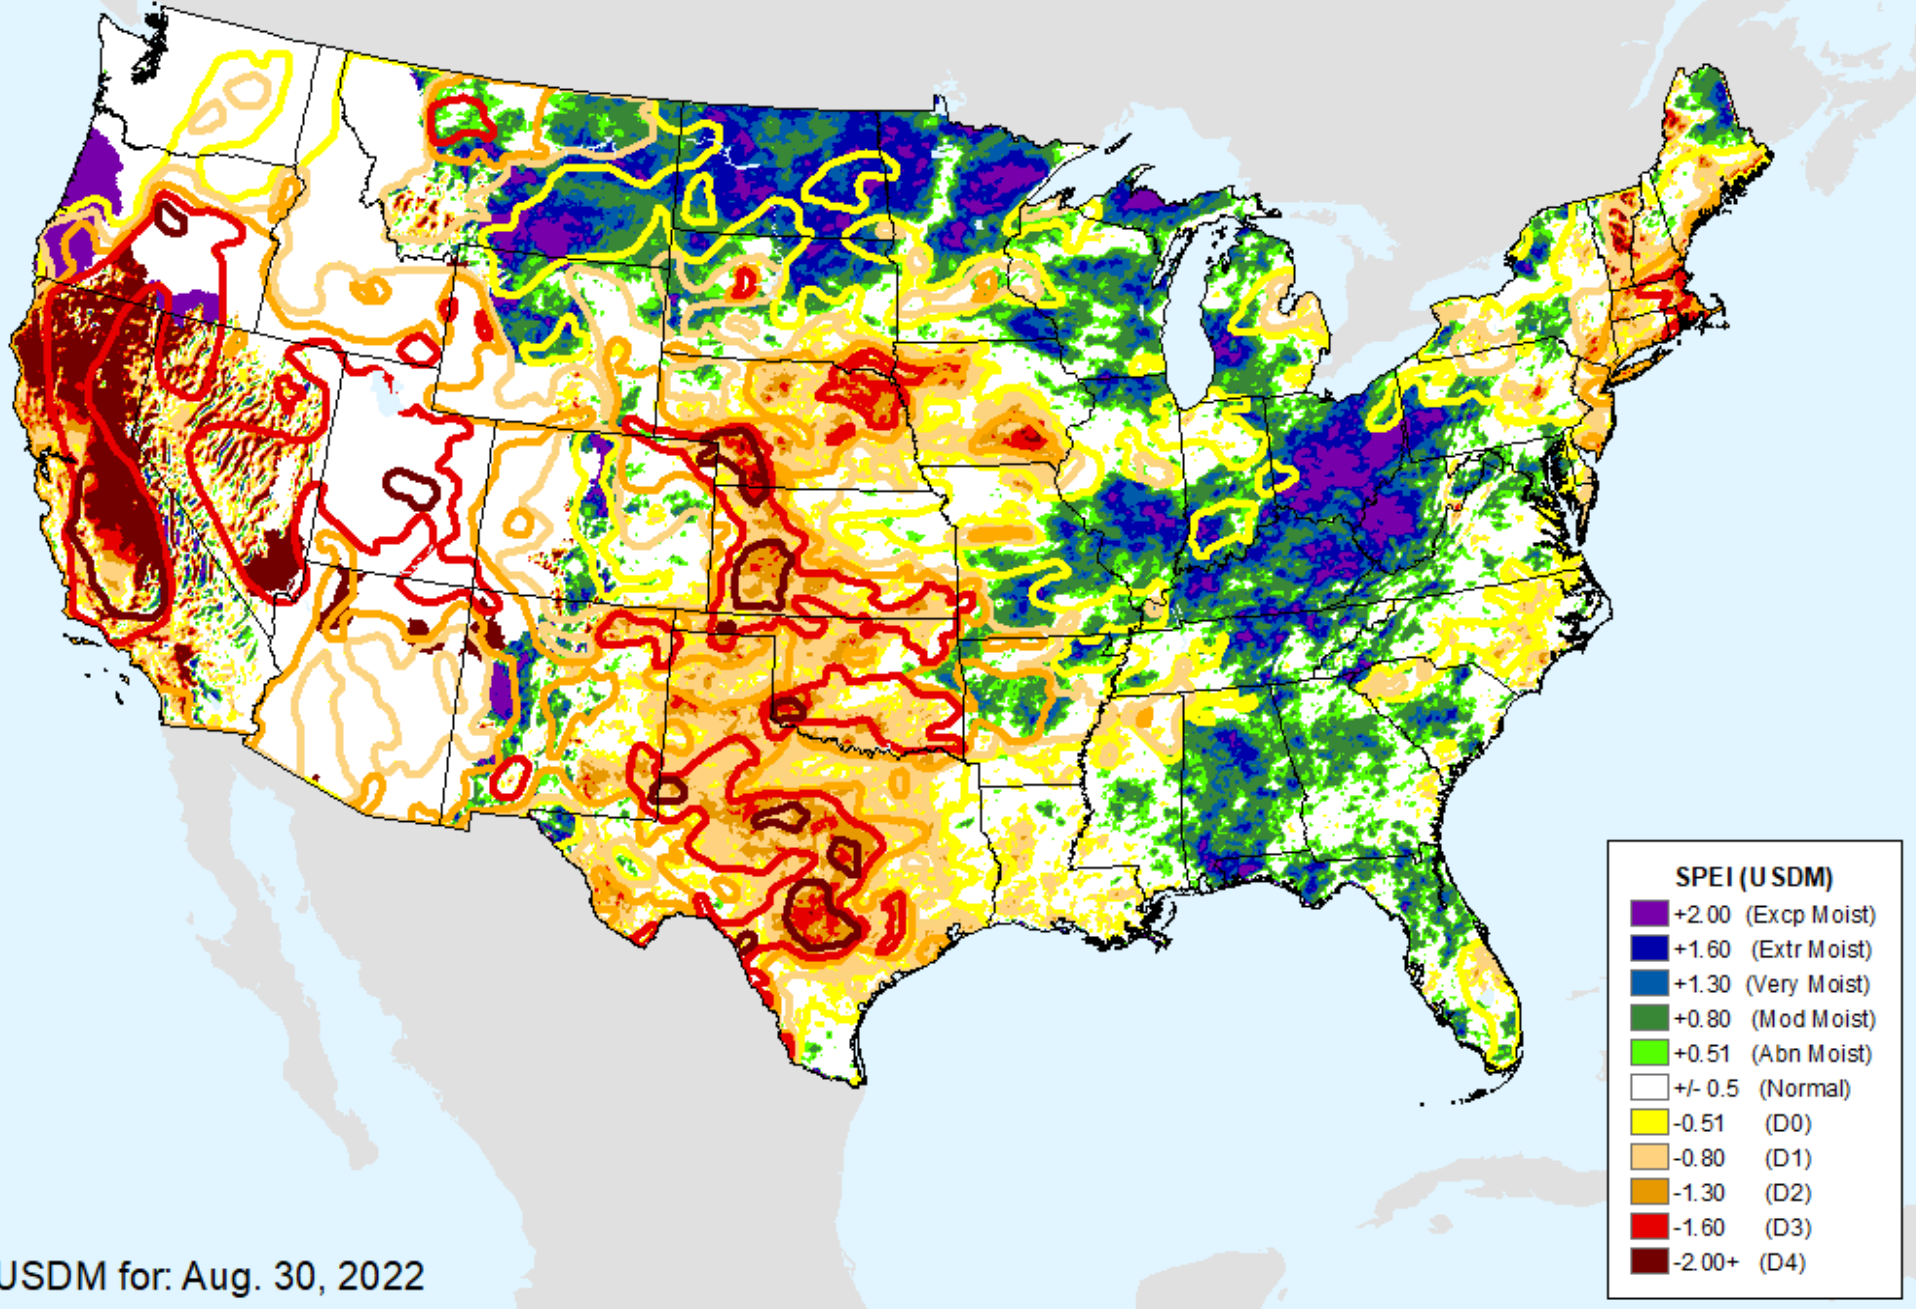 SPEI (USDM)
+2.00 (Excp Moist)
+1.60 (Extr Moist)
+1.30 (Very Moist)
+0.80 (Mod Moist)
+0.51 (Abn Moist)
+/- 0.5 (Normal)
-0.51 (D0)
-0.80 (D1)
-1.30 (D2)
-1.60 (D3)
-2.00+ (D4)
USDM for: Aug. 30, 2022